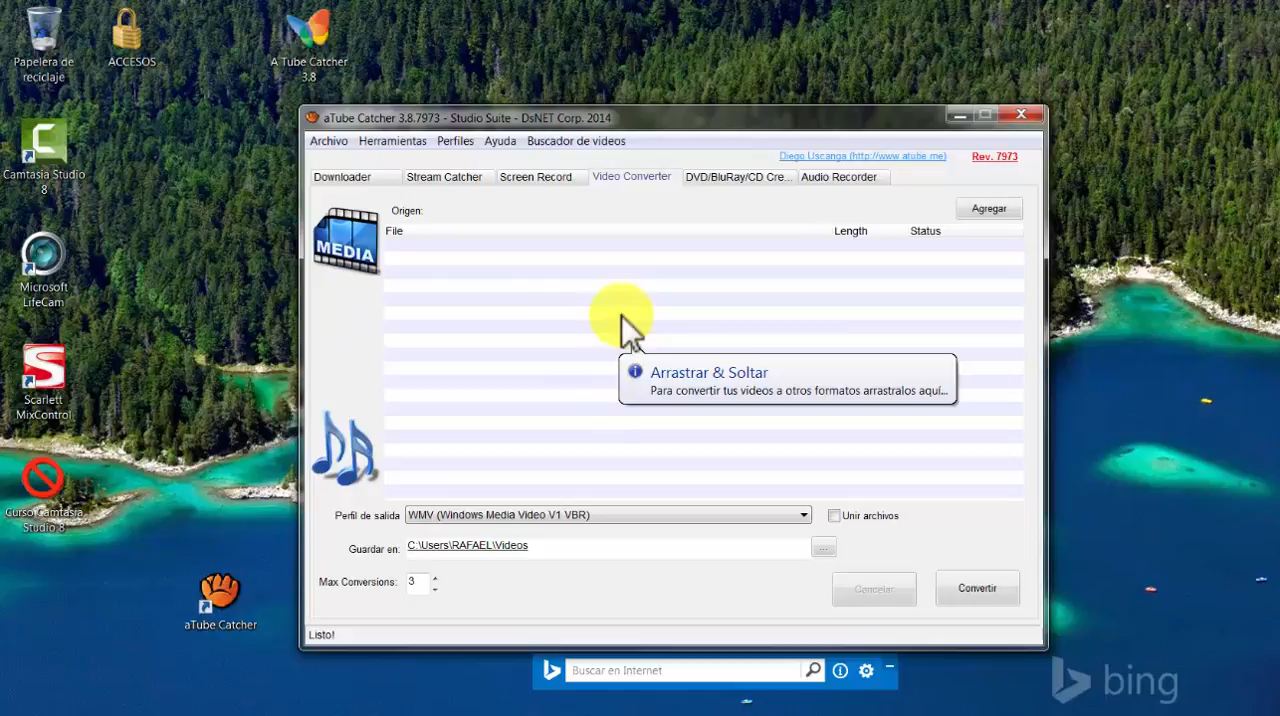 Papelera de
reciclaje
ACCESOS
A Tube Catcher
3.8
Camtasia Studio
8
Microsoft
LifeCam
Scarlett
MixControl
Curso Camtasia
Studio 8
aTube Catcher
aTube Catcher 3.8.7973 - Studio Suite - DsNET Corp. 2014
Archivo Herramientas Perfiles Ayuda Buscador de videos
Diego Uscanga (http://www.atube.me) Rev. 7973
Downloader Stream Catcher Screen Record Video Converter DVD/BluRay/CD Cre... Audio Recorder
Origen: Agregar
File Length Status
MEDIA
Arrastrar & Soltar
Para convertir tus videos a otros formatos arrastralos aquí...
Perfil de salida WMV (Windows Media Video V1 VBR) Unir archivos
Guardar en: C:\Users\RAFAEL\Videos ...
Max Conversions: 3 Cancelar Convertir
Listo!
Buscar en Internet
bing